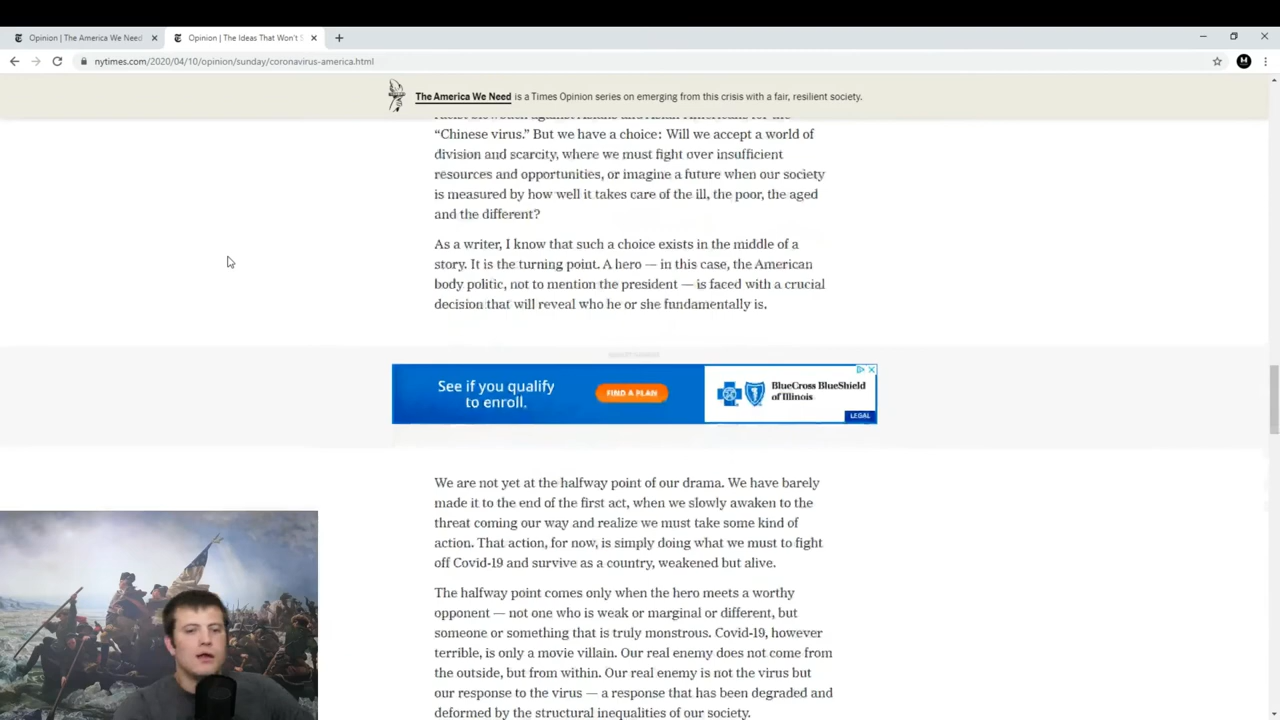 Opinion | The America We Need
Opinion | The Ideas That Won't S
nytimes.com/2020/04/10/opinion/sunday/coronavirus-america.html
The America We Need is a Times Opinion series on emerging from this crisis with a fair, resilient society.
"Chinese virus." But we have a choice: Will we accept a world of
division and scarcity, where we must fight over insufficient
resources and opportunities, or imagine a future when our society
is measured by how well it takes care of the ill, the poor, the aged
and the different?
As a writer, I know that such a choice exists in the middle of a
story. It is the turning point. A hero — in this case, the American
body politic, not to mention the president — is faced with a crucial
decision that will reveal who he or she fundamentally is.
See if you qualify
to enroll.
FIND A PLAN
BlueCross BlueShield
of Illinois
LEGAL
We are not yet at the halfway point of our drama. We have barely
made it to the end of the first act, when we slowly awaken to the
threat coming our way and realize we must take some kind of
action. That action, for now, is simply doing what we must to fight
off Covid-19 and survive as a country, weakened but alive.
The halfway point comes only when the hero meets a worthy
opponent — not one who is weak or marginal or different, but
someone or something that is truly monstrous. Covid-19, however
terrible, is only a movie villain. Our real enemy does not come from
the outside, but from within. Our real enemy is not the virus but
our response to the virus — a response that has been degraded and
deformed by the structural inequalities of our society.